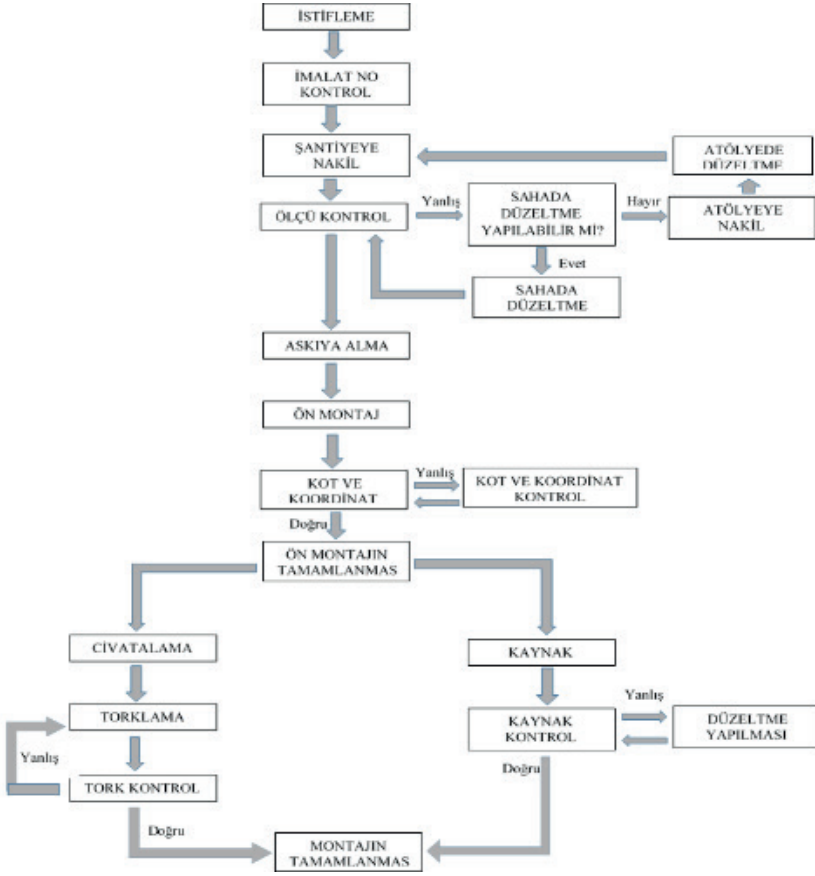 İSTİFLEME
İMALAT NO
KONTROL
ŞANTİYEYE
NAKİL
ATÖLYEDE
DÜZELTME
ÖLÇÜ KONTROL
Yanlış
SAHADA
DÜZELTME
YAPILABİLİR Mİ?
Hayır
ATÖLYEYE
NAKİL
Evet
SAHADA
DÜZELTME
ASKIYA ALMA
ÖN MONTAJ
KOT VE
KOORDİNAT
Yanlış
KOT VE KOORDİNAT
KONTROL
Doğru
ÖN MONTAJIN
TAMAMLANMAS
CİVATALAMA
KAYNAK
TORKLAMA
KAYNAK
KONTROL
Yanlış
DÜZELTME
YAPILMASI
Yanlış
TORK KONTROL
Doğru
Doğru
MONTAJIN
TAMAMLANMAS